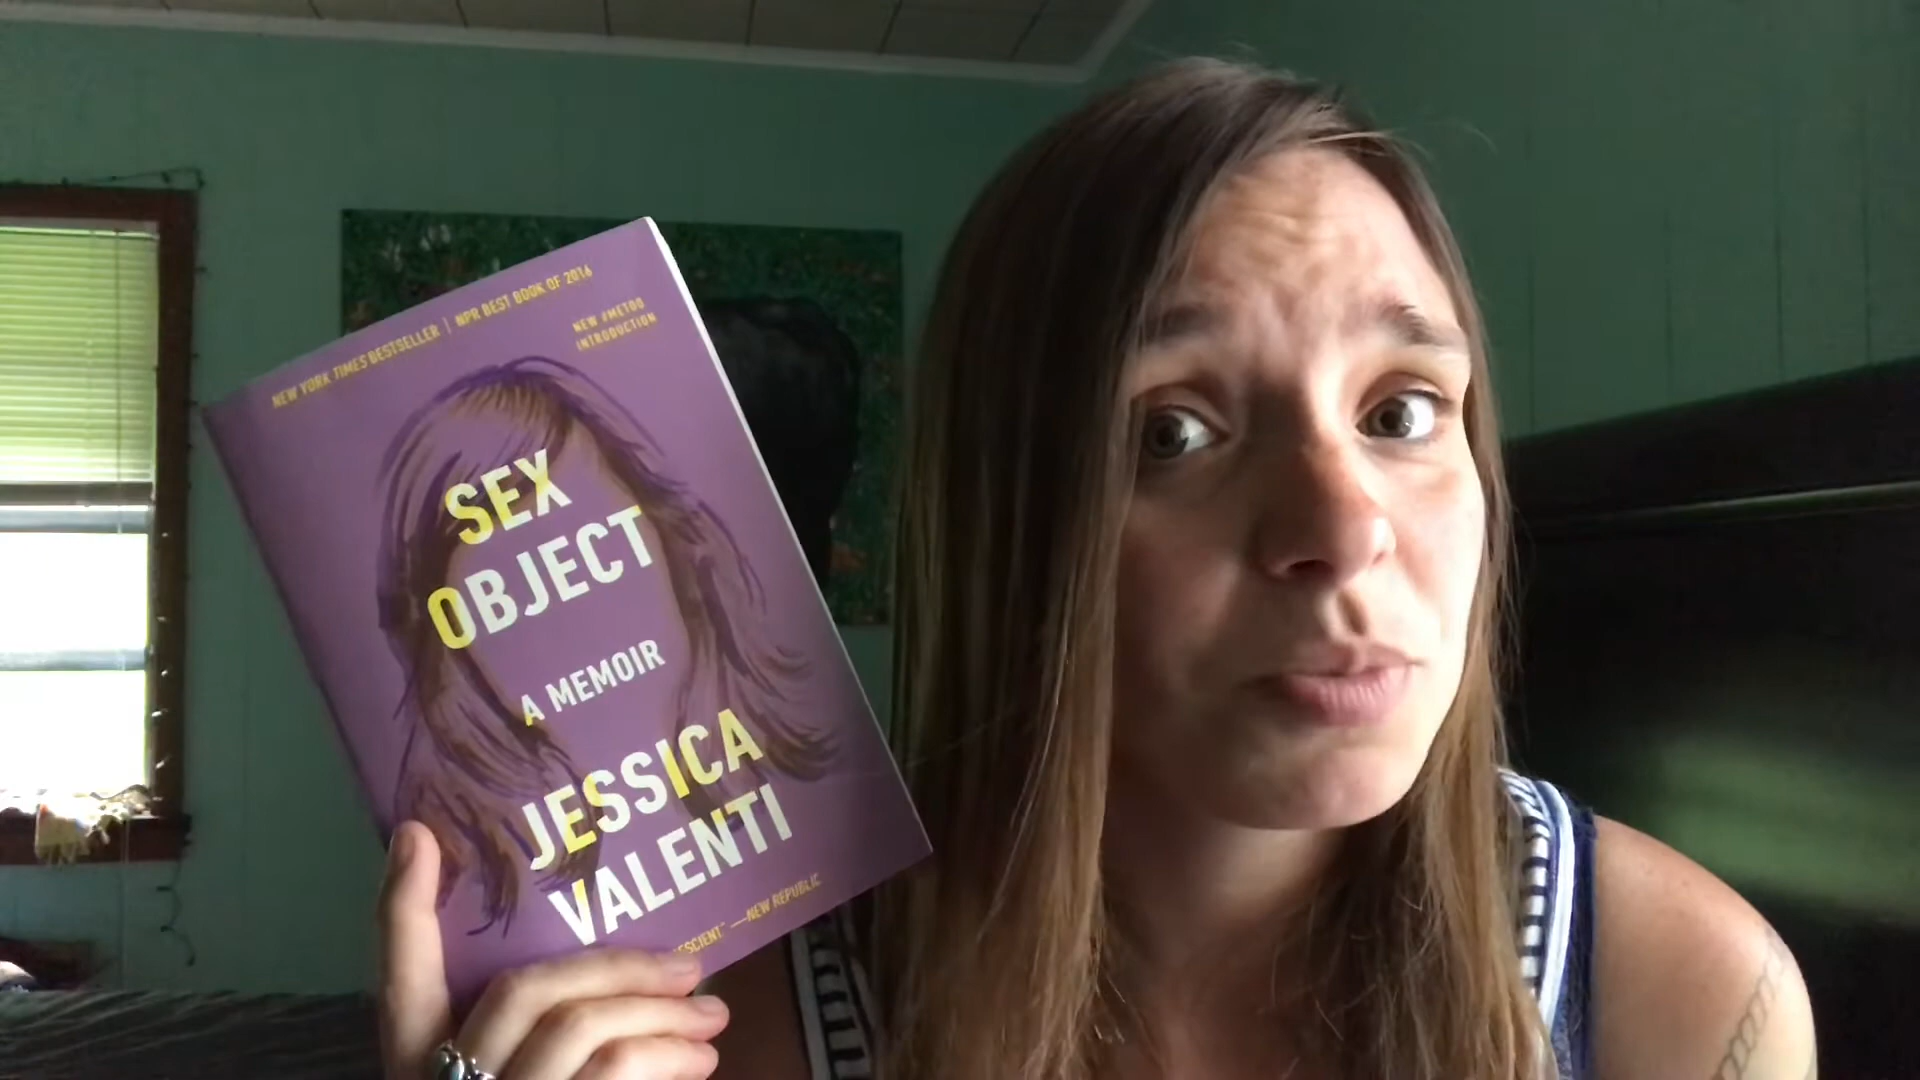 NEW YORK TIMES BESTSELLER | NPR BEST BOOK OF 2016
NEW #METOO
INTRODUCTION
SEX
OBJECT
A MEMOIR
JESSICA
VALENTI
—NEW REPUBLIC